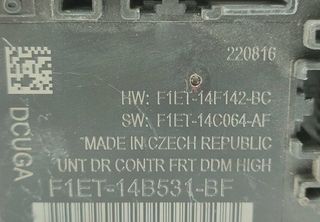 220816
HW: F1ET-14F142-BC
SW: F1ET-14C064-AF
MADE IN CZECH REPUBLIC
UNT DR CONTR FRT DDM HIGH
F1ET-14B531-BF
DCUGA